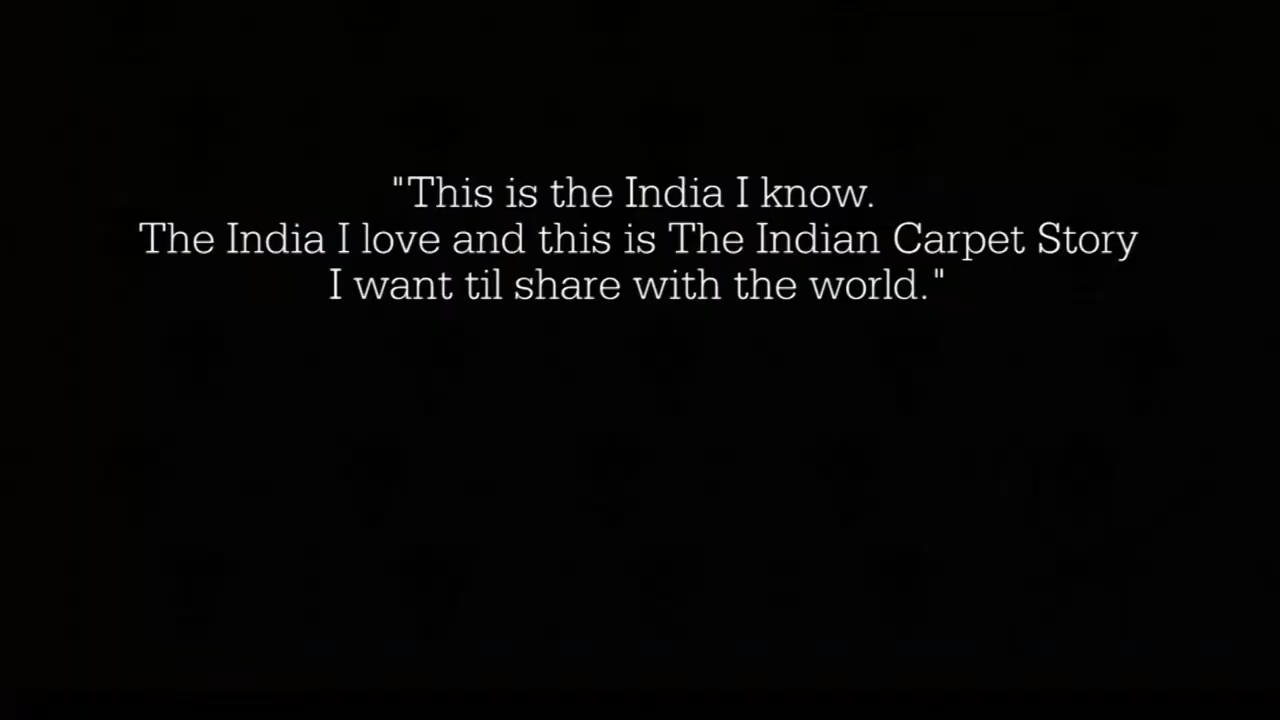 "This is the India I know.
The India I love and this is The Indian Carpet Story
I want til share with the world."